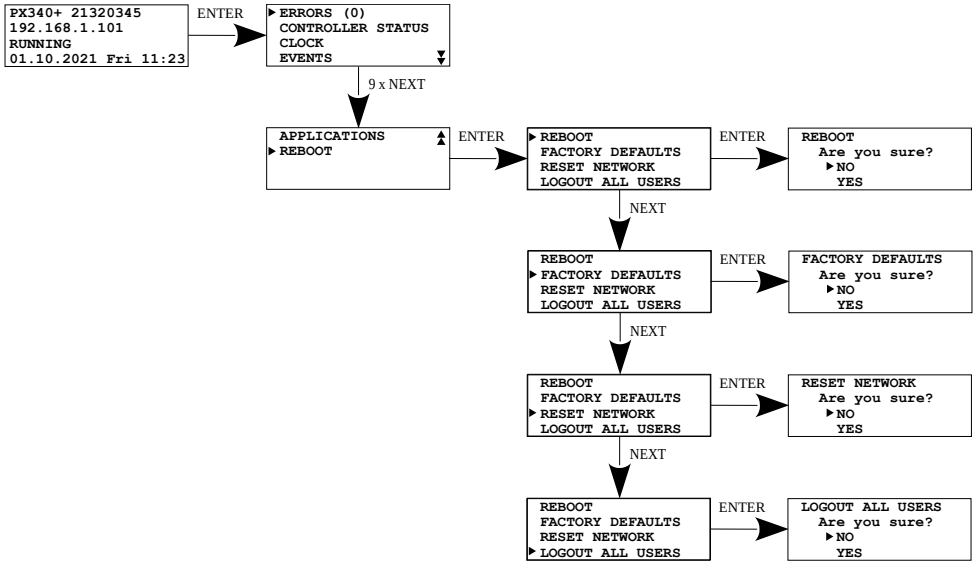 PX340+ 21320345
192.168.1.101
RUNNING
01.10.2021 Fri 11:23
ENTER
ERRORS (0)
CONTROLLER STATUS
CLOCK
EVENTS
9 x NEXT
APPLICATIONS
REBOOT
ENTER
REBOOT
FACTORY DEFAULTS
RESET NETWORK
LOGOUT ALL USERS
ENTER
REBOOT
Are you sure?
NO
YES
NEXT
REBOOT
FACTORY DEFAULTS
RESET NETWORK
LOGOUT ALL USERS
ENTER
FACTORY DEFAULTS
Are you sure?
NO
YES
NEXT
REBOOT
FACTORY DEFAULTS
RESET NETWORK
LOGOUT ALL USERS
ENTER
RESET NETWORK
Are you sure?
NO
YES
NEXT
REBOOT
FACTORY DEFAULTS
RESET NETWORK
LOGOUT ALL USERS
ENTER
LOGOUT ALL USERS
Are you sure?
NO
YES